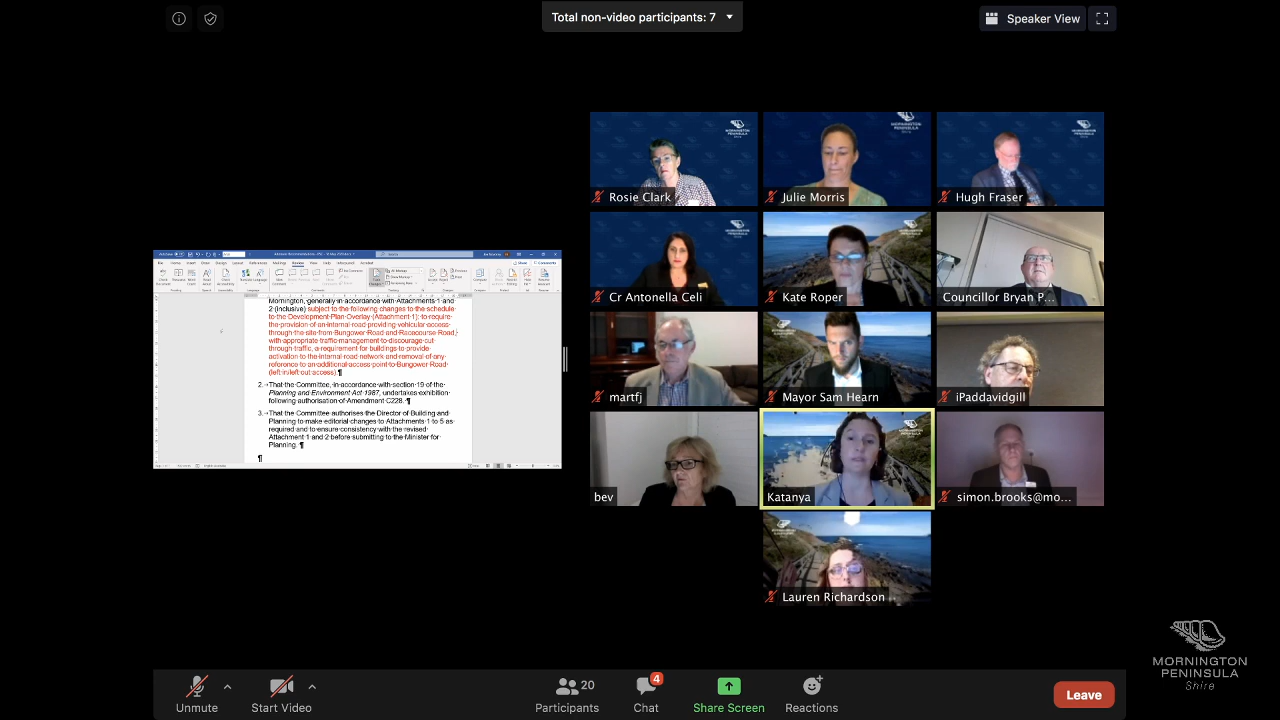 Total non-video participants: 7
Speaker View
MORNINGTON
PENINSULA
Shire
Rosie Clark
Julie Morris
Hugh Fraser
Cr Antonella Celi
Kate Roper
Councillor Bryan P...
martfj
Mayor Sam Hearn
iPaddavidgill
bev
Katanya
simon.brooks@mo...
Lauren Richardson
Mornington, generally in accordance with Attachments 1 and
2 (inclusive) subject to the following changes to the schedule
to the Development Plan Overlay (Attachment 1): to require
the provision of an internal road providing vehicular access
through the site from Bungower Road and Racecourse Road,
with appropriate traffic management to discourage cut
through traffic, a requirement for buildings to provide
activation to the internal road network and removal of any
reference to an additional access point to Bungower Road
(left in/left out access).
2. That the Committee, in accordance with section 19 of the
Planning and Environment Act 1987, undertakes exhibition
following authorisation of Amendment C228.
3. That the Committee authorises the Director of Building and
Planning to make editorial changes to Attachments 1 to 5 as
required and to ensure consistency with the revised
Attachment 1 and 2 before submitting to the Minister for
Planning.
MORNINGTON
PENINSULA
Shire
Unmute
Start Video
20
Participants
4
Chat
Share Screen
Reactions
Leave